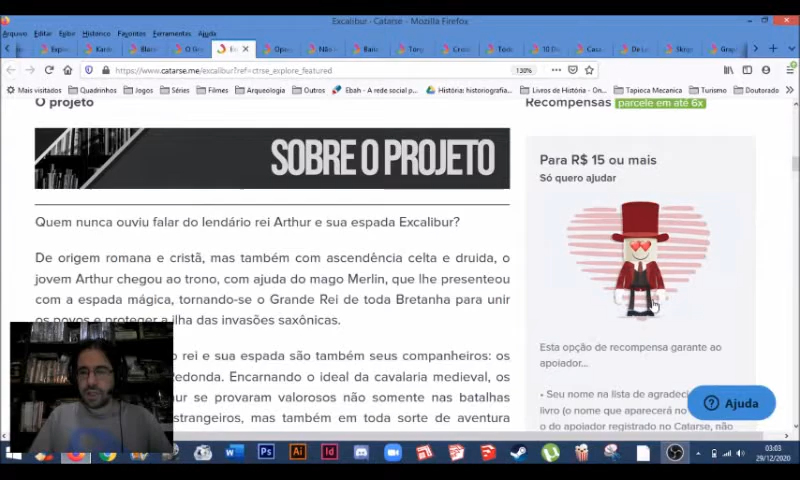 Excalibur - Catarse - Mozilla Firefox
Arquivo Editar Exibir Histórico Favoritos Ferramentas Ajuda
https://www.catarse.me/excalibur?ref=ctrse_explore_featured
130%
Mais visitados Quadrinhos Jogos Séries Filmes Arqueologia Outros Ebah - A rede social p... História: historiografi... Livros de História - On... Tapioca Mecanica Turismo Doutorado
O projeto
Recompensas parcele em até 6x
SOBRE O PROJETO
Para R$ 15 ou mais
Só quero ajudar
Quem nunca ouviu falar do lendário rei Arthur e sua espada Excalibur?
De origem romana e cristã, mas também com ascendência celta e druida, o
jovem Arthur chegou ao trono, com ajuda do mago Merlin, que lhe presenteou
com a espada mágica, tornando-se o Grande Rei de toda Bretanha para unir
os povos e proteger a ilha das invasões saxônicas.
rei e sua espada são também seus companheiros: os
Redonda. Encarnando o ideal da cavalaria medieval, os
ur se provaram valorosos não somente nas batalhas
strangeiros, mas também em toda sorte de aventura
Esta opção de recompensa garante ao
apoiador...
• Seu nome na lista de agradeci
livro (o nome que aparecerá no
do apoiador registrado no Catarse, não
Ajuda
03:03
29/12/2020